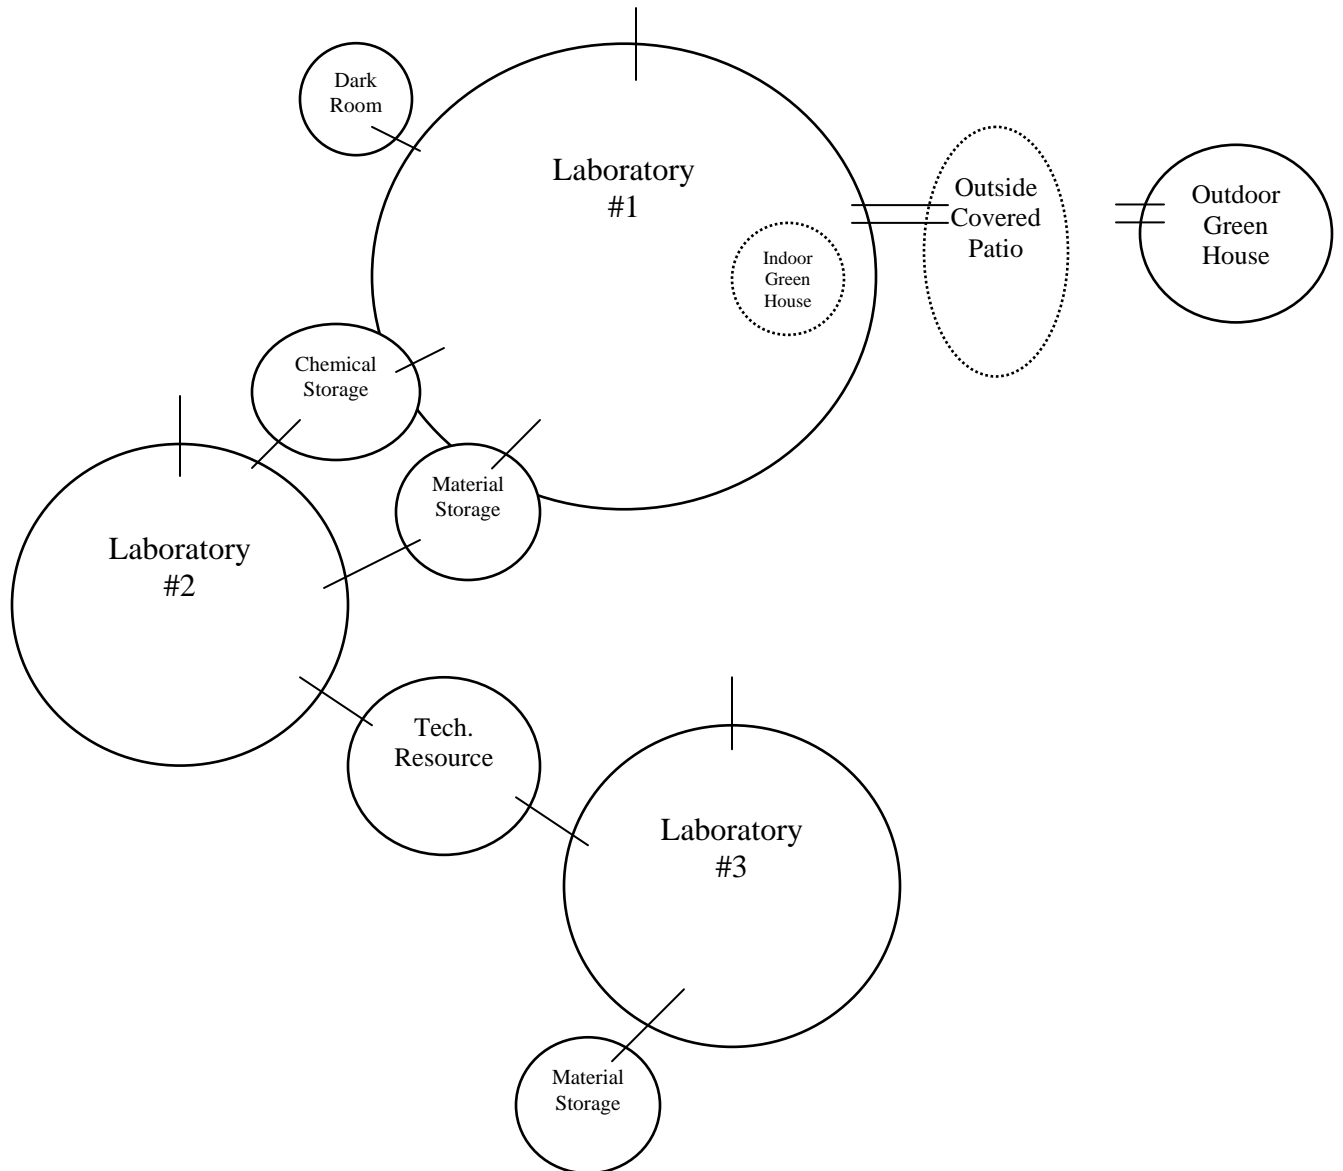 Dark
Room
Laboratory
#1
Outside
Covered
Patio
Outdoor
Green
House
Indoor
Green
House
Chemical
Storage
Material
Storage
Laboratory
#2
Tech.
Resource
Laboratory
#3
Material
Storage